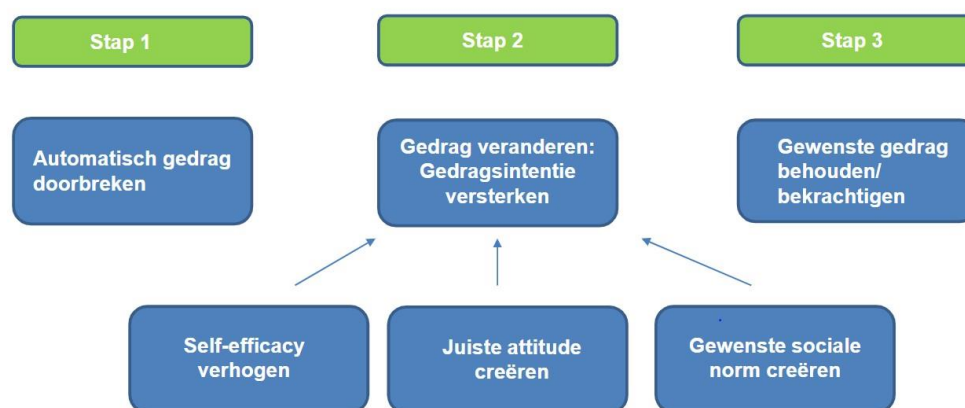 Stap 1
Stap 2
Stap 3
Automatisch gedrag
doorbreken
Gedrag veranderen:
Gedragsintentie
versterken
Gewenste gedrag
behouden/
bekrachtigen
Self-efficacy
verhogen
Juiste attitude
creëren
Gewenste sociale
norm creëren